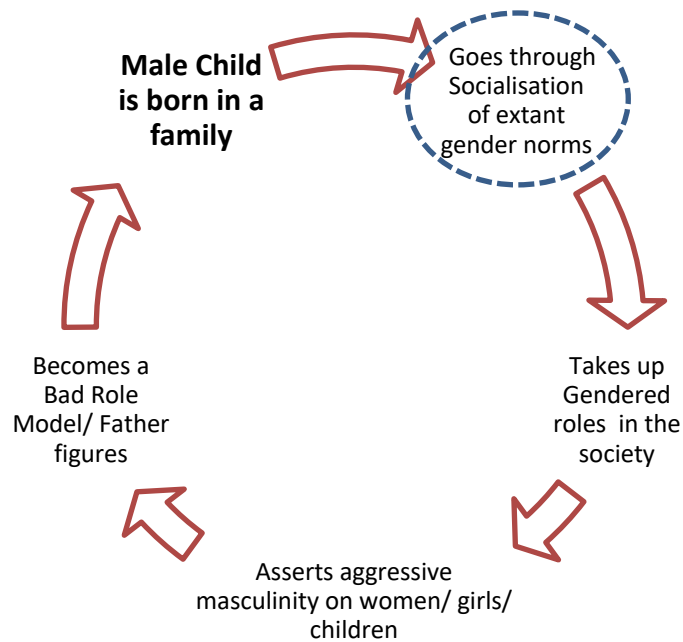 Male Child
is born in a
family
Goes through
Socialisation
of extant
gender norms
Takes up
Gendered
roles in the
society
Asserts aggressive
masculinity on women/ girls/
children
Becomes a
Bad Role
Model/ Father
figures